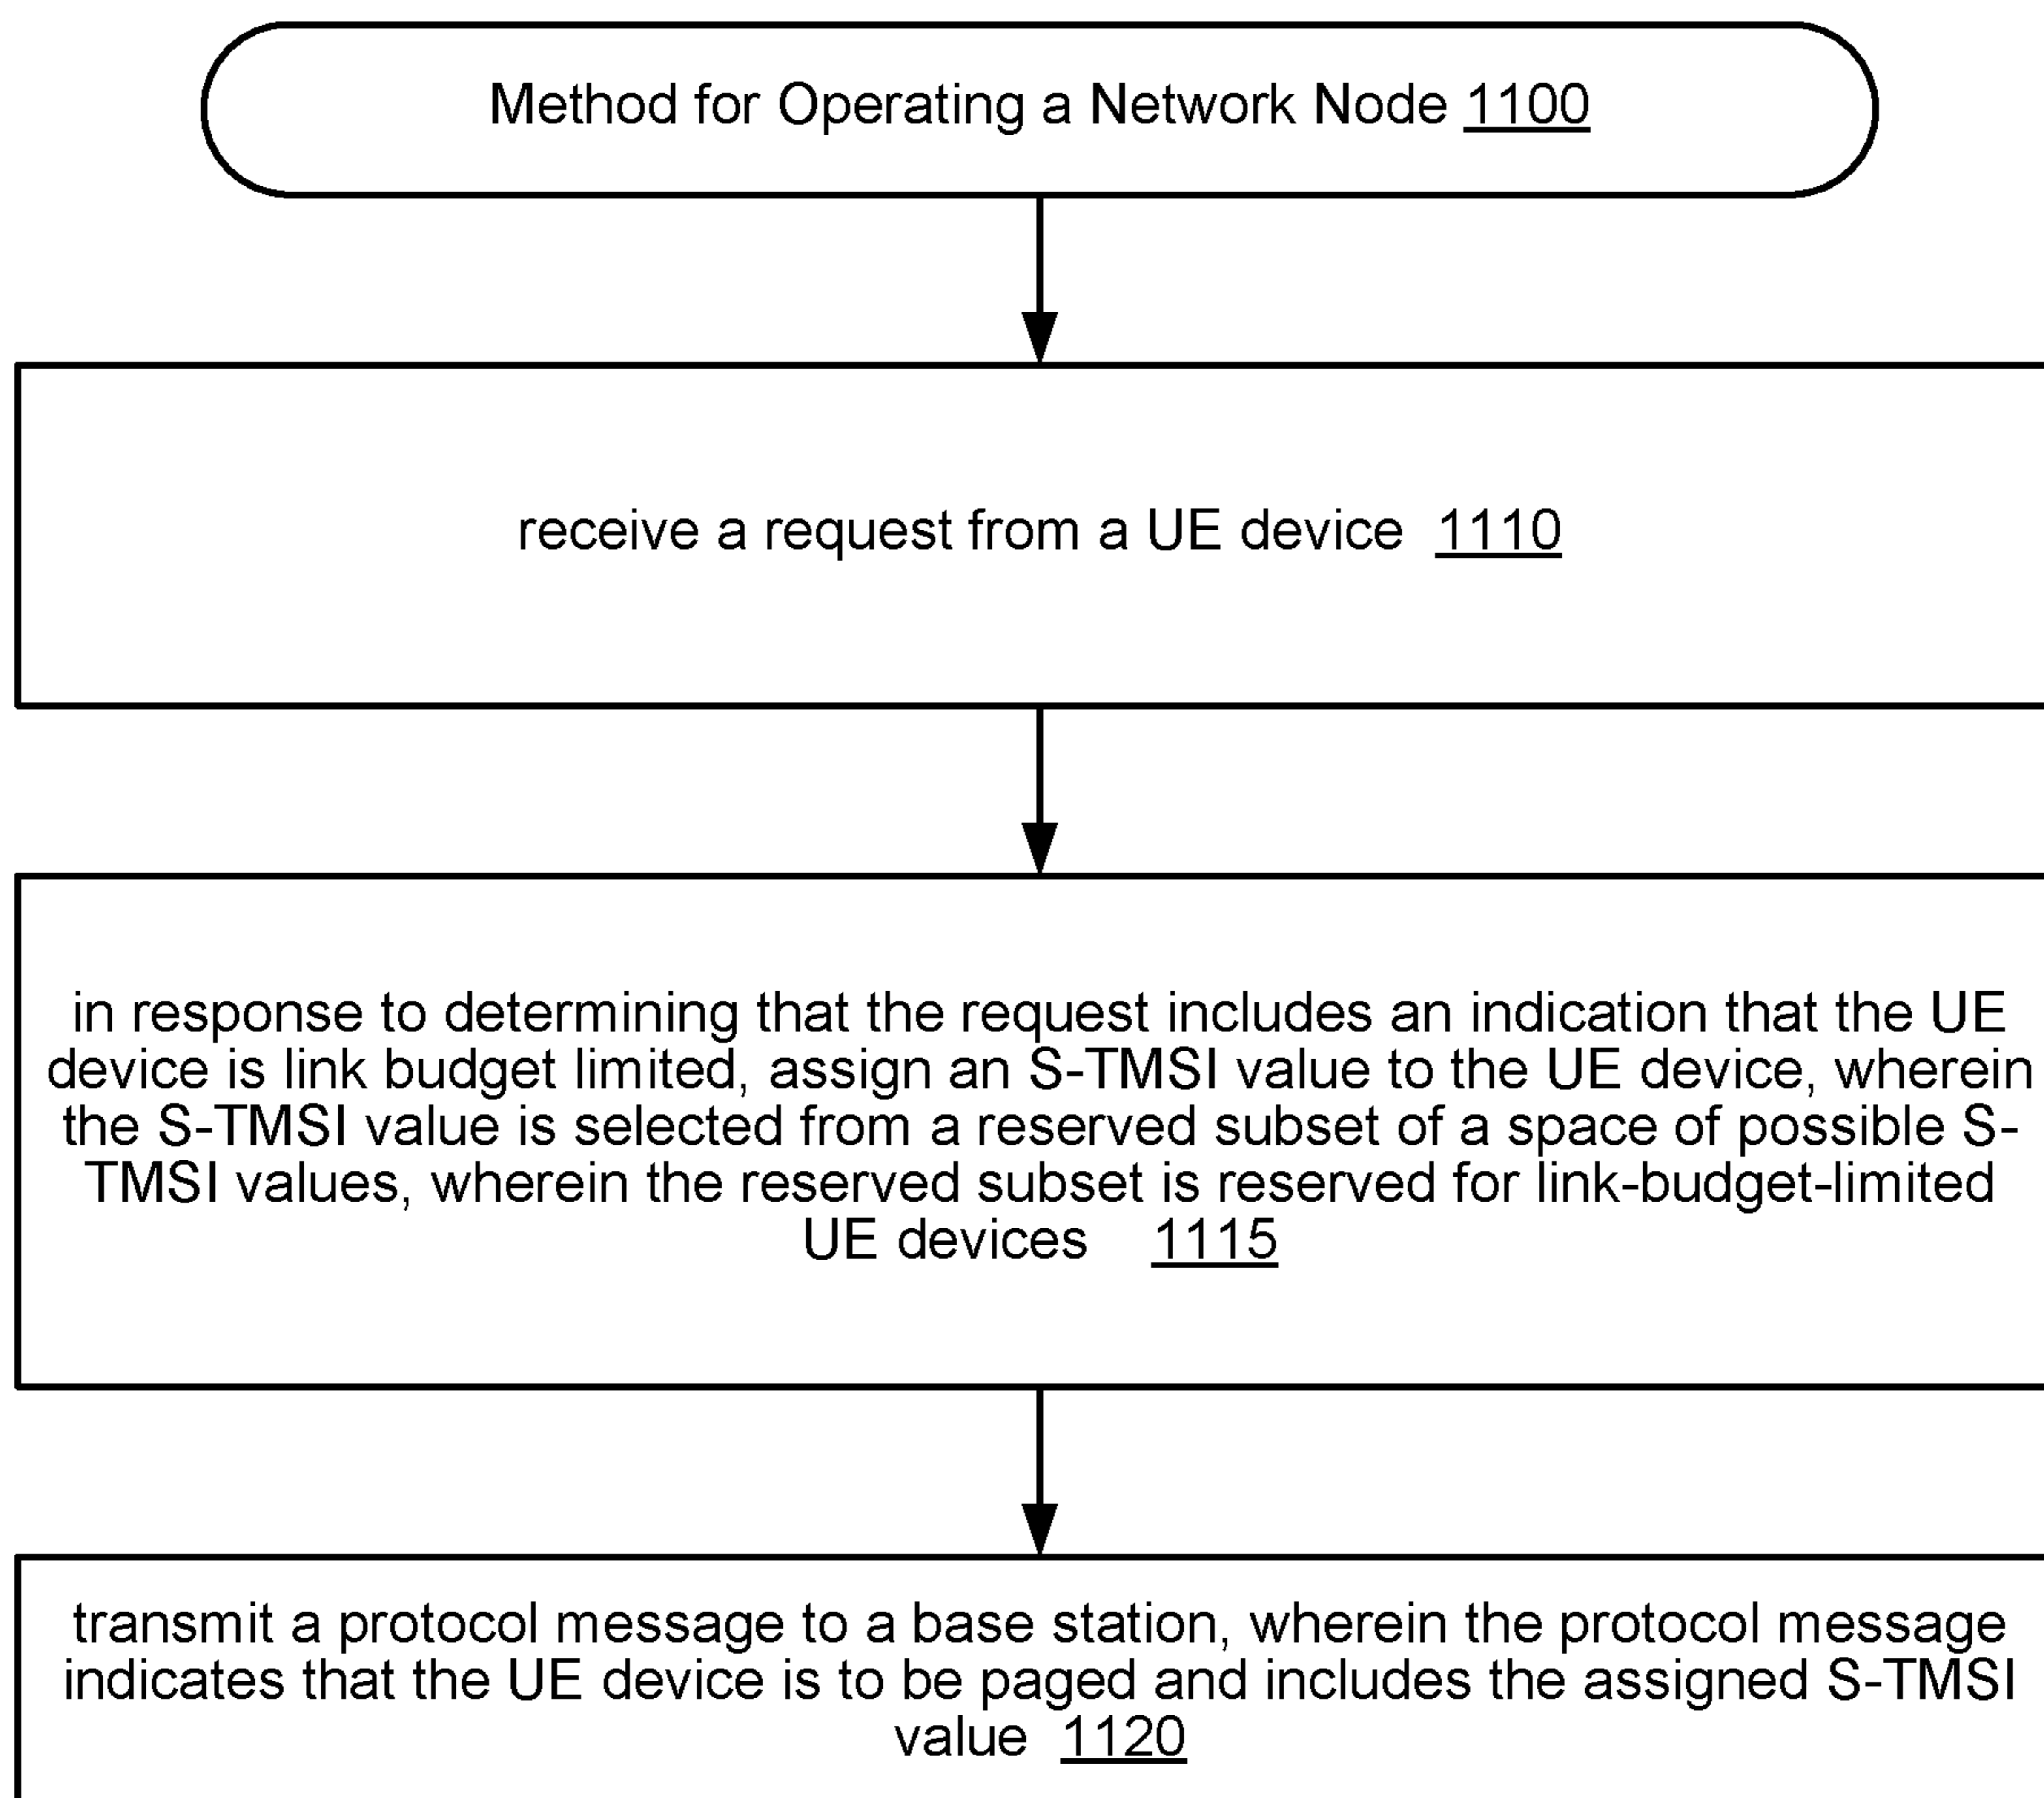 Method for Operating a Network Node 1100
receive a request from a UE device 1110
in response to determining that the request includes an indication that the UE
device is link budget limited, assign an S-TMSI value to the UE device, wherein
the S-TMSI value is selected from a reserved subset of a space of possible S-
TMSI values, wherein the reserved subset is reserved for link-budget-limited
UE devices 1115
transmit a protocol message to a base station, wherein the protocol message
indicates that the UE device is to be paged and includes the assigned S-TMSI
value 1120